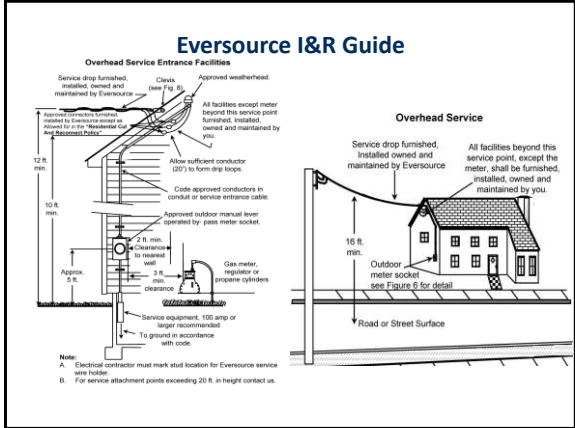 Eversource I&R Guide
Overhead Service Entrance Facilities
Service drop furnished,
installed, owned and
maintained by Eversource
Clevis
(see Fig. 8)
Approved weatherhead.
Approved connectors furnished,
installed by Eversource except as
Allowed for in the "Residential Cut
And Reconnect Policy"
All facilities except meter
beyond this service point
furnished, installed,
owned and maintained by
you.
12 ft.
min.
Allow sufficient conductor
(20") to form drip loops.
10 ft.
min.
Code approved conductors in
conduit or service entrance cable.
Approved outdoor manual lever
operated by- pass meter socket.
2 ft. min.
Clearance
to nearest
wall
Approx.
5 ft.
3 ft.
min.
clearance
Gas meter,
regulator or
propane cylinders
Service equipment, 100 amp or
larger recommended
To ground in accordance
with code.
Note:
A. Electrical contractor must mark stud location for Eversource service
wire holder.
B. For service attachment points exceeding 20 ft. in height contact us.
Overhead Service
Service drop furnished,
Installed owned and
maintained by Eversource
All facilities beyond this
service point, except the
meter, shall be furnished,
installed, owned and
maintained by you.
16 ft.
min.
Outdoor
meter socket
see Figure 6 for detail
Road or Street Surface